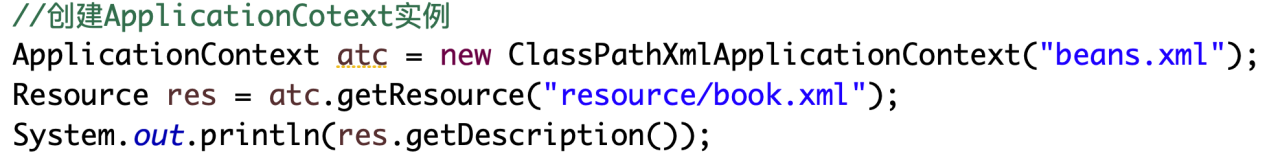 //创建ApplicationCotext实例
ApplicationContext atc = new ClassPathXmlApplicationContext("beans.xml");
Resource res = atc.getResource("resource/book.xml");
System.out.println(res.getDescription());